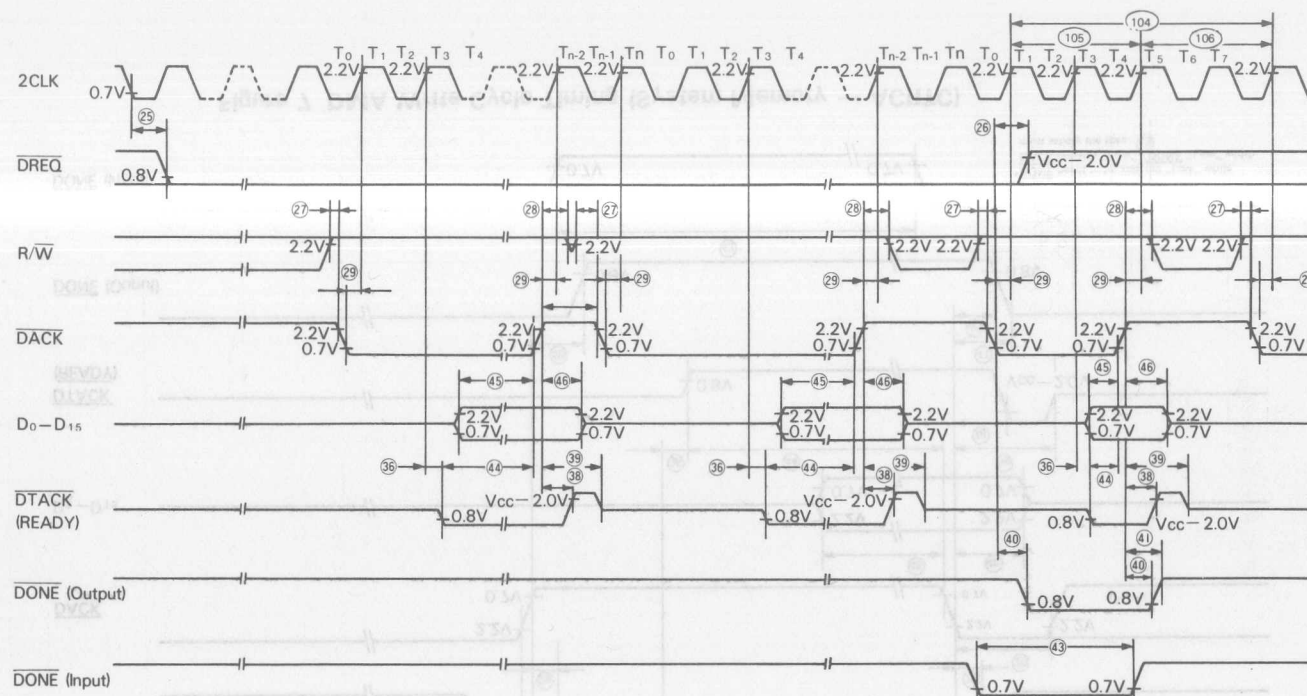 104
105 106
T0 T1 T2 T3 T4 Tn-2 Tn-1 Tn T0 T1 T2 T3 T4 Tn-2 Tn-1 Tn T0 T1 T2 T3 T4 T5 T6 T7
2.2V 2.2V 2.2V 2.2V 2.2V 2.2V 2.2V 2.2V 2.2V 2.2V 2.2V
2CLK
0.7V
25 26
DREQ
0.8V Vcc−2.0V
27 28 27 28 27 28 27
R/W
2.2V 2.2V 2.2V 2.2V 2.2V 2.2V
29 29 29 29 29 29
DACK
2.2V 2.2V 2.2V 2.2V 2.2V 2.2V 2.2V
0.7V 0.7V 0.7V 0.7V 0.7V 0.7V 0.7V
45 46 45 46 45 46
D0−D15
2.2V 2.2V 2.2V 2.2V 2.2V 2.2V
0.7V 0.7V 0.7V 0.7V 0.7V 0.7V
36 44 39 36 44 39 36 39
38 38 44 38
DTACK
(READY)
Vcc−2.0V Vcc−2.0V
0.8V 0.8V 0.8V Vcc−2.0V
40 41
40
DONE (Output)
0.8V 0.8V
43
DONE (Input)
0.7V 0.7V